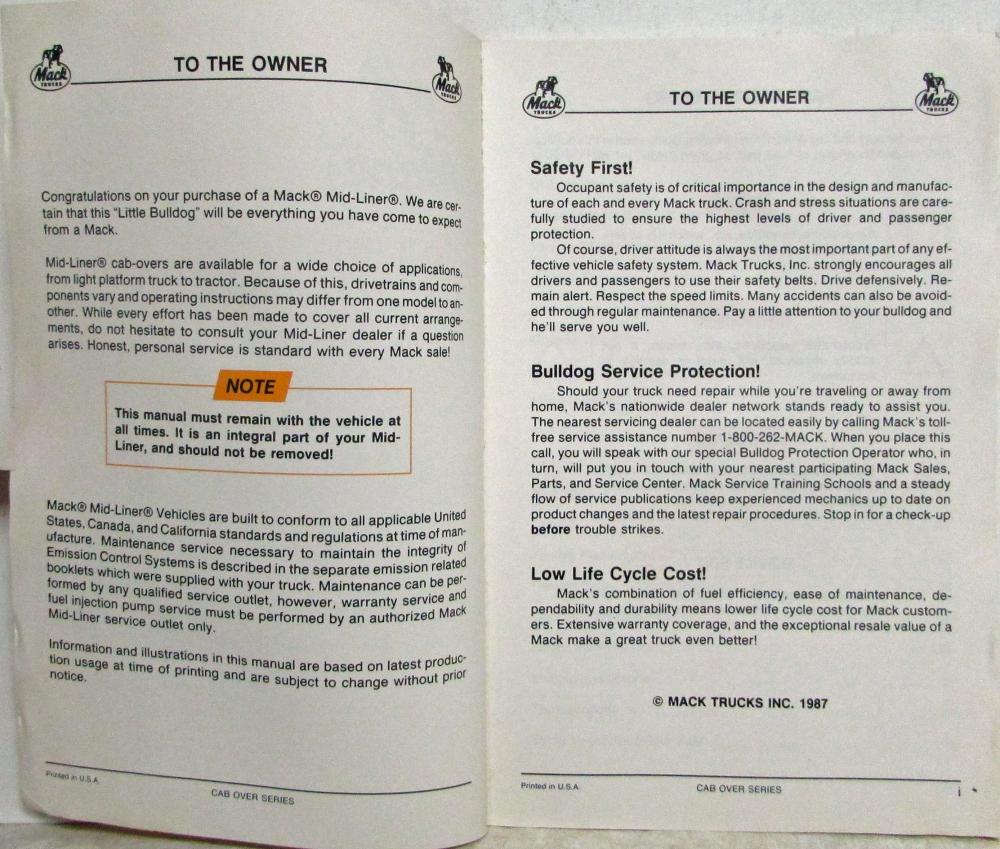 Mack
TRUCKS
TO THE OWNER
Mack
TRUCKS
Congratulations on your purchase of a Mack® Mid-Liner®. We are cer-
tain that this "Little Bulldog" will be everything you have come to expect
from a Mack.
Mid-Liner® cab-overs are available for a wide choice of applications,
from light platform truck to tractor. Because of this, drivetrains and com-
ponents vary and operating instructions may differ from one model to an-
other. While every effort has been made to cover all current arrange-
ments, do not hesitate to consult your Mid-Liner dealer if a question
arises. Honest, personal service is standard with every Mack sale!
NOTE
This manual must remain with the vehicle at
all times. It is an integral part of your Mid-
Liner, and should not be removed!
Mack® Mid-Liner® Vehicles are built to conform to all applicable United
States, Canada, and California standards and regulations at time of man-
ufacture. Maintenance service necessary to maintain the integrity of
Emission Control Systems is described in the separate emission related
booklets which were supplied with your truck. Maintenance can be per-
formed by any qualified service outlet, however, warranty service and
fuel injection pump service must be performed by an authorized Mack
Mid-Liner service outlet only.
Information and illustrations in this manual are based on latest produc-
tion usage at time of printing and are subject to change without prior
notice.
Printed in U.S.A.
CAB OVER SERIES
Mack
TRUCKS
TO THE OWNER
Mack
TRUCKS
Safety First!
Occupant safety is of critical importance in the design and manufac-
ture of each and every Mack truck. Crash and stress situations are care-
fully studied to ensure the highest levels of driver and passenger
protection.
Of course, driver attitude is always the most important part of any ef-
fective vehicle safety system. Mack Trucks, Inc. strongly encourages all
drivers and passengers to use their safety belts. Drive defensively. Re-
main alert. Respect the speed limits. Many accidents can also be avoid-
ed through regular maintenance. Pay a little attention to your bulldog and
he'll serve you well.
Bulldog Service Protection!
Should your truck need repair while you're traveling or away from
home, Mack's nationwide dealer network stands ready to assist you.
The nearest servicing dealer can be located easily by calling Mack's toll-
free service assistance number 1-800-262-MACK. When you place this
call, you will speak with our special Bulldog Protection Operator who, in
turn, will put you in touch with your nearest participating Mack Sales,
Parts, and Service Center. Mack Service Training Schools and a steady
flow of service publications keep experienced mechanics up to date on
product changes and the latest repair procedures. Stop in for a check-up
before trouble strikes.
Low Life Cycle Cost!
Mack's combination of fuel efficiency, ease of maintenance, de-
pendability and durability means lower life cycle cost for Mack custom-
ers. Extensive warranty coverage, and the exceptional resale value of a
Mack make a great truck even better!
© MACK TRUCKS INC. 1987
Printed in U.S.A.
CAB OVER SERIES
i